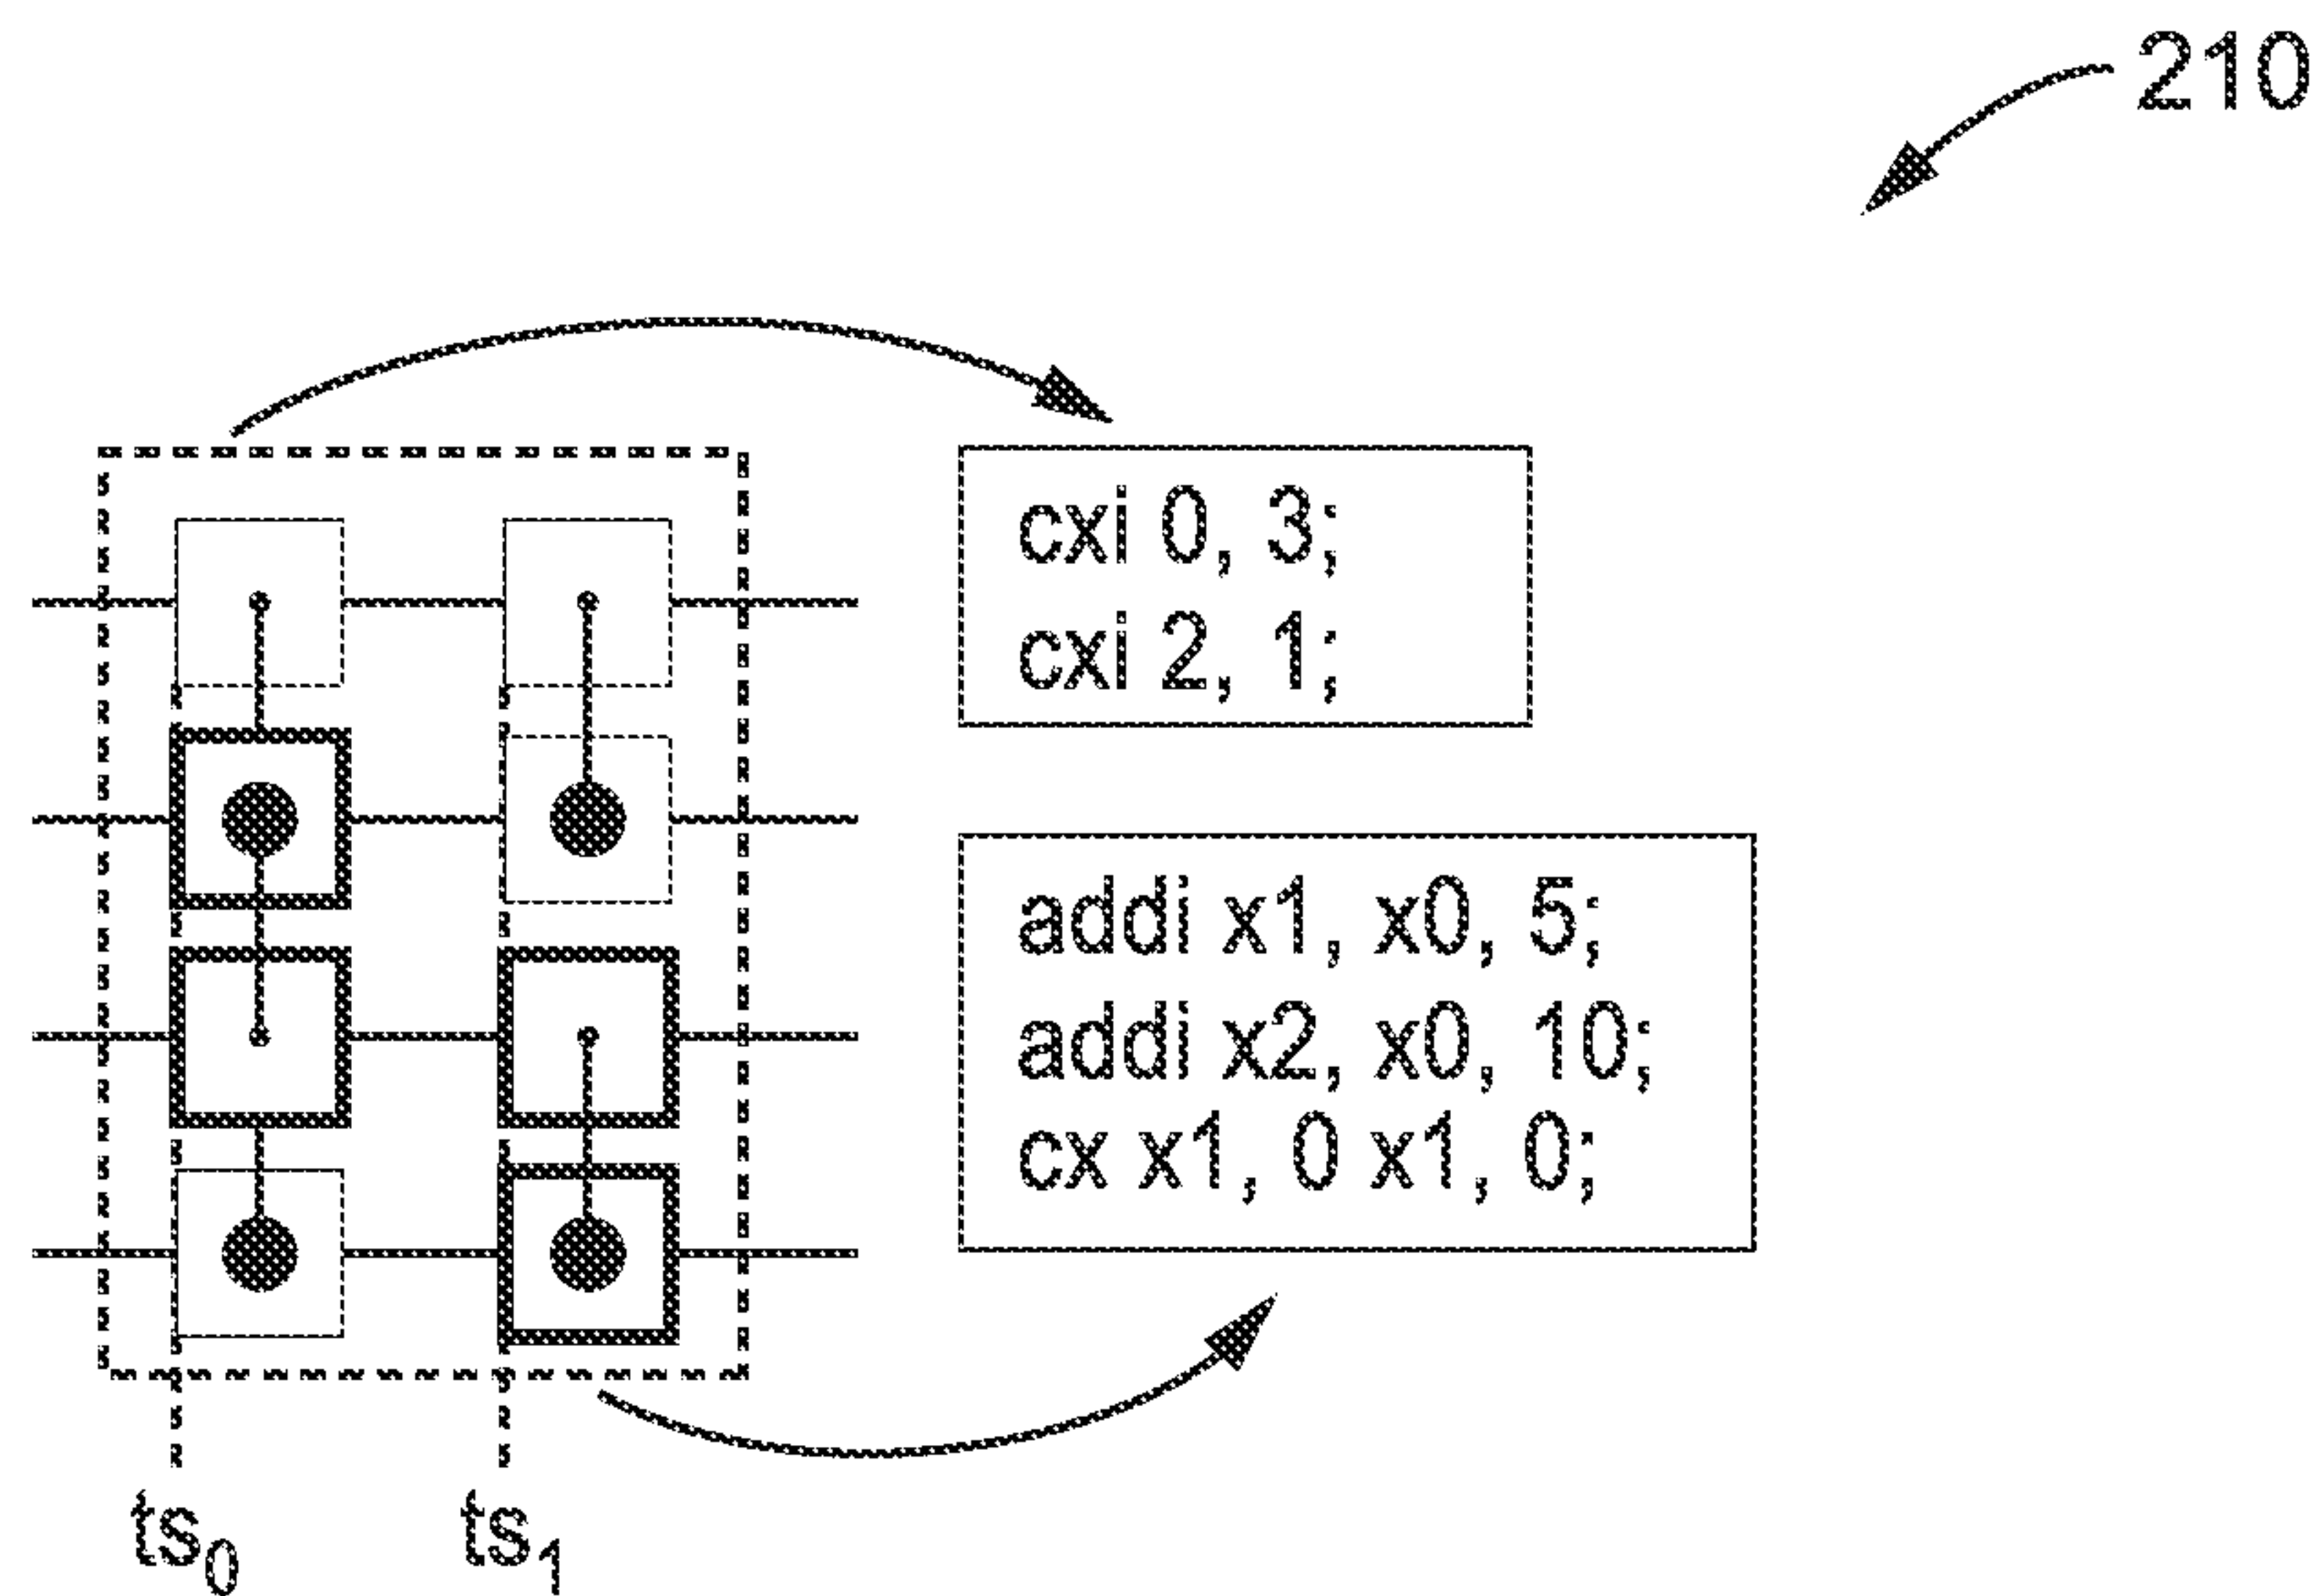 210
cxi 0, 3;
cxi 2, 1;
addi x1, x0, 5;
addi x2, x0, 10;
cx x1, 0 x1, 0;
ts0 ts1